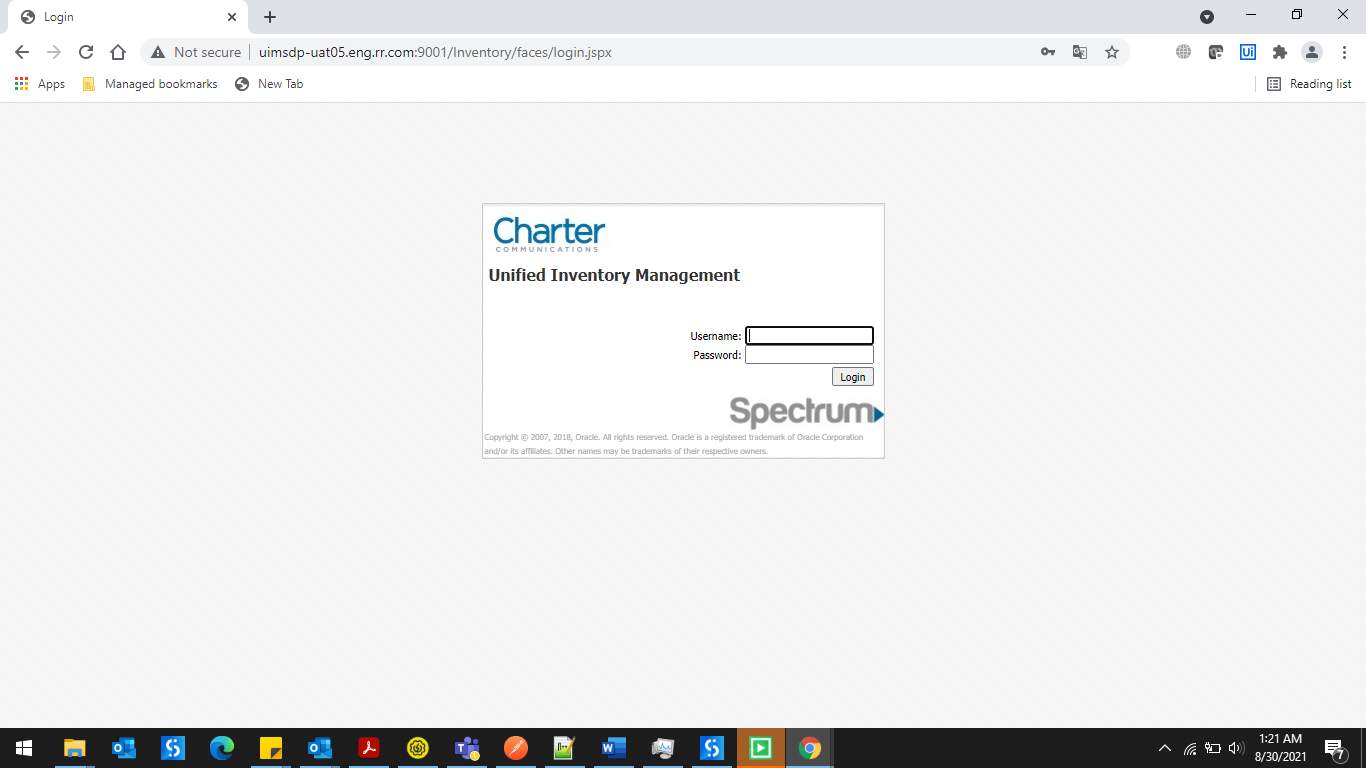 Login
Not secure
uimsdp-uat05.eng.rr.com:9001/Inventory/faces/login.jspx
Ui
Apps
Managed bookmarks
New Tab
Reading list
Charter
COMMUNICATIONS
Unified Inventory Management
Username:
Password:
Login
Spectrum
Copyright © 2007, 2018, Oracle. All rights reserved. Oracle is a registered trademark of Oracle Corporation
and/or its affiliates. Other names may be trademarks of their respective owners.
1:21 AM
8/30/2021
7